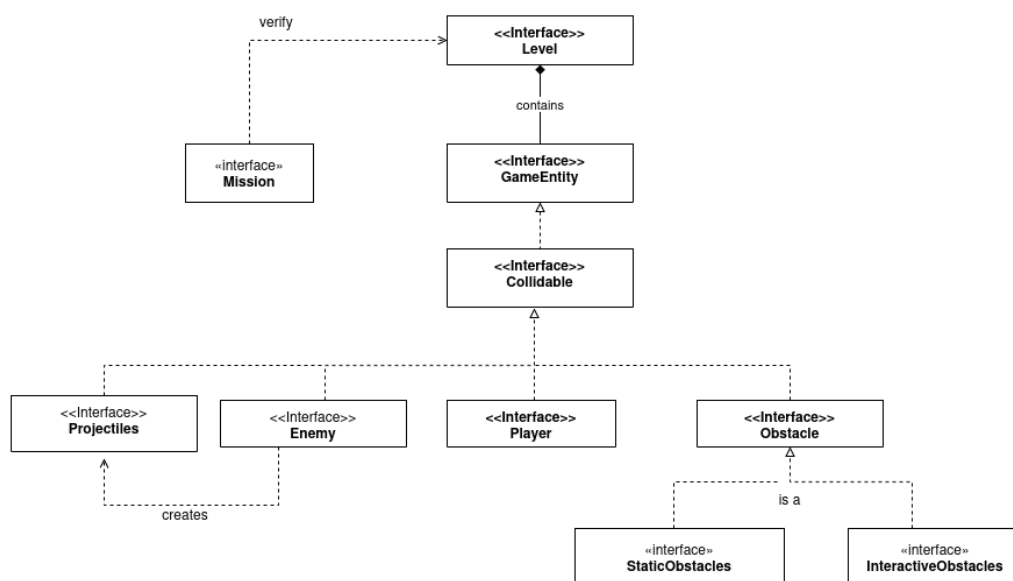 verify
<<Interface>>
Level
contains
«interface»
Mission
<<Interface>>
GameEntity
<<Interface>>
Collidable
<<Interface>>
Projectiles
<<Interface>>
Enemy
<<Interface>>
Player
<<Interface>>
Obstacle
creates
is a
«interface»
StaticObstacles
«interface»
InteractiveObstacles